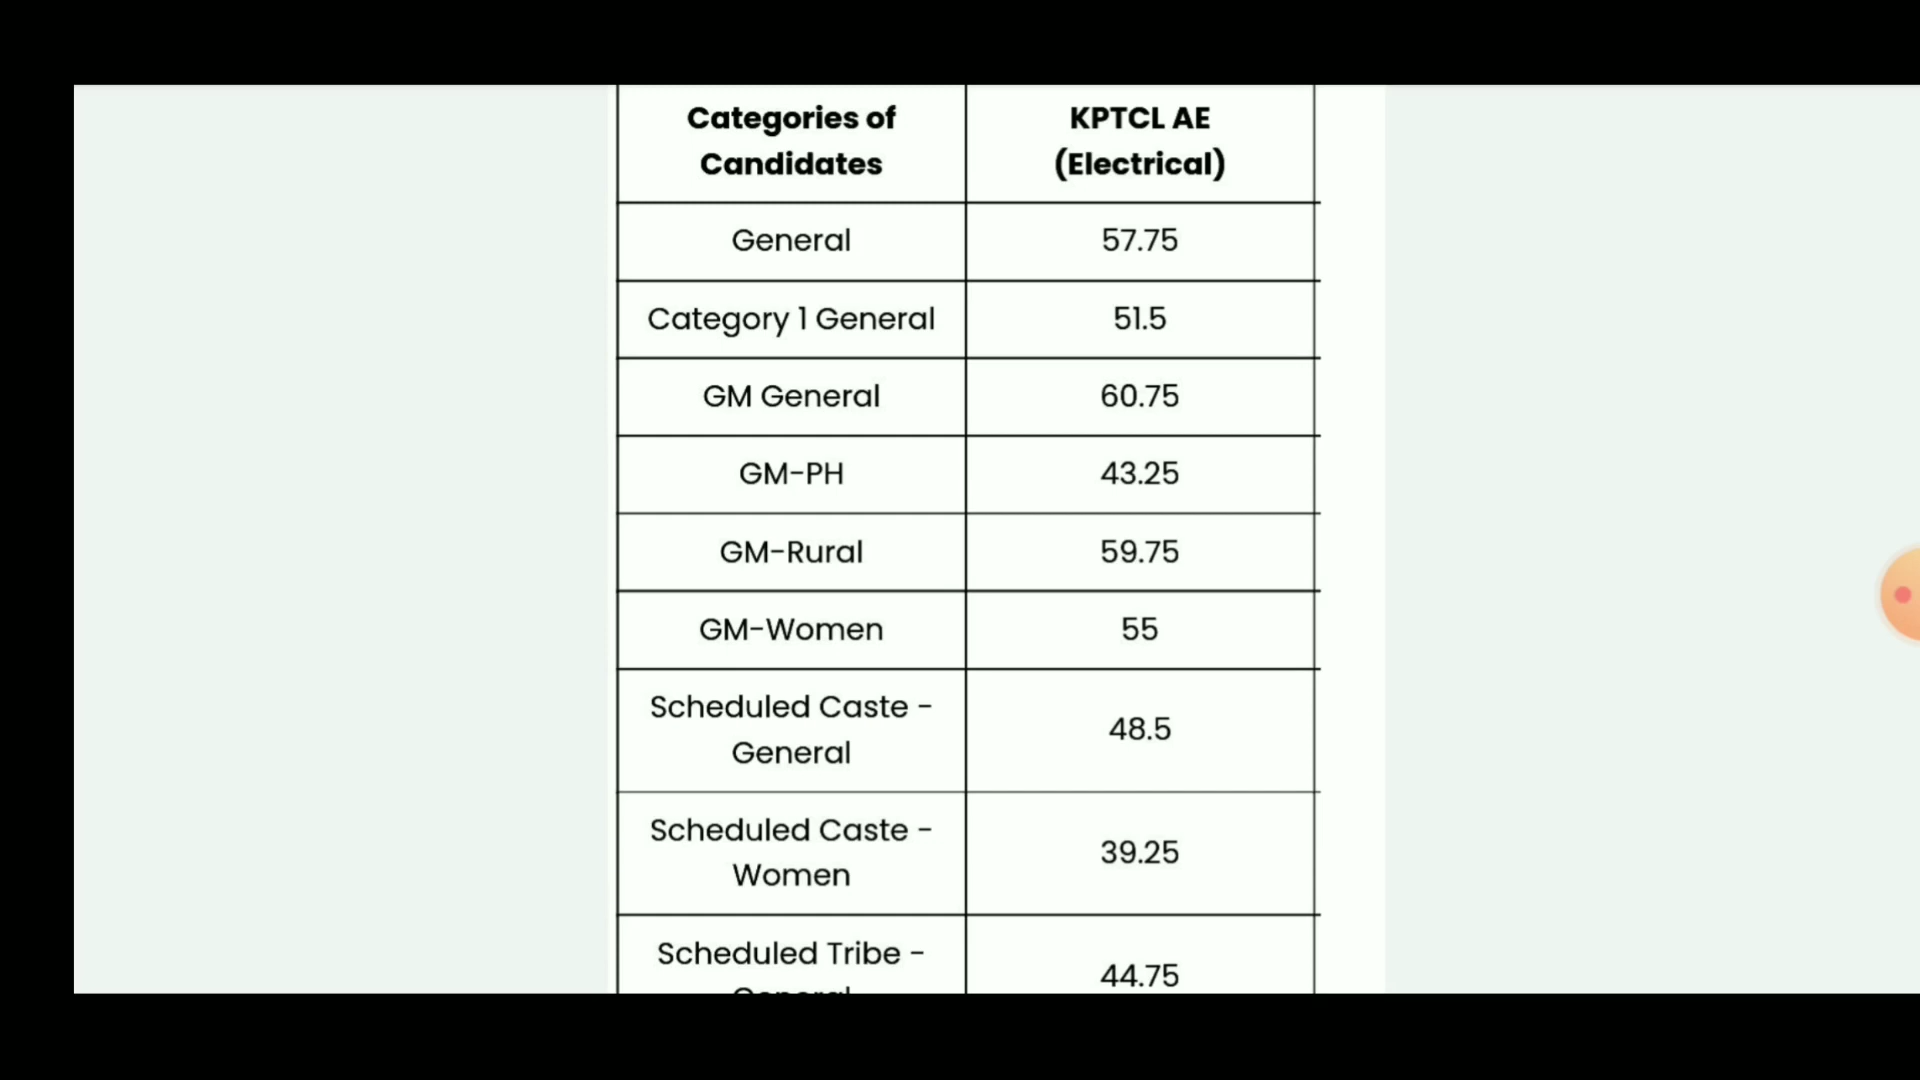 Categories of
Candidates
KPTCL AE
(Electrical)
General
57.75
Category 1 General
51.5
GM General
60.75
GM-PH
43.25
GM-Rural
59.75
GM-Women
55
Scheduled Caste -
General
48.5
Scheduled Caste -
Women
39.25
Scheduled Tribe -
44.75